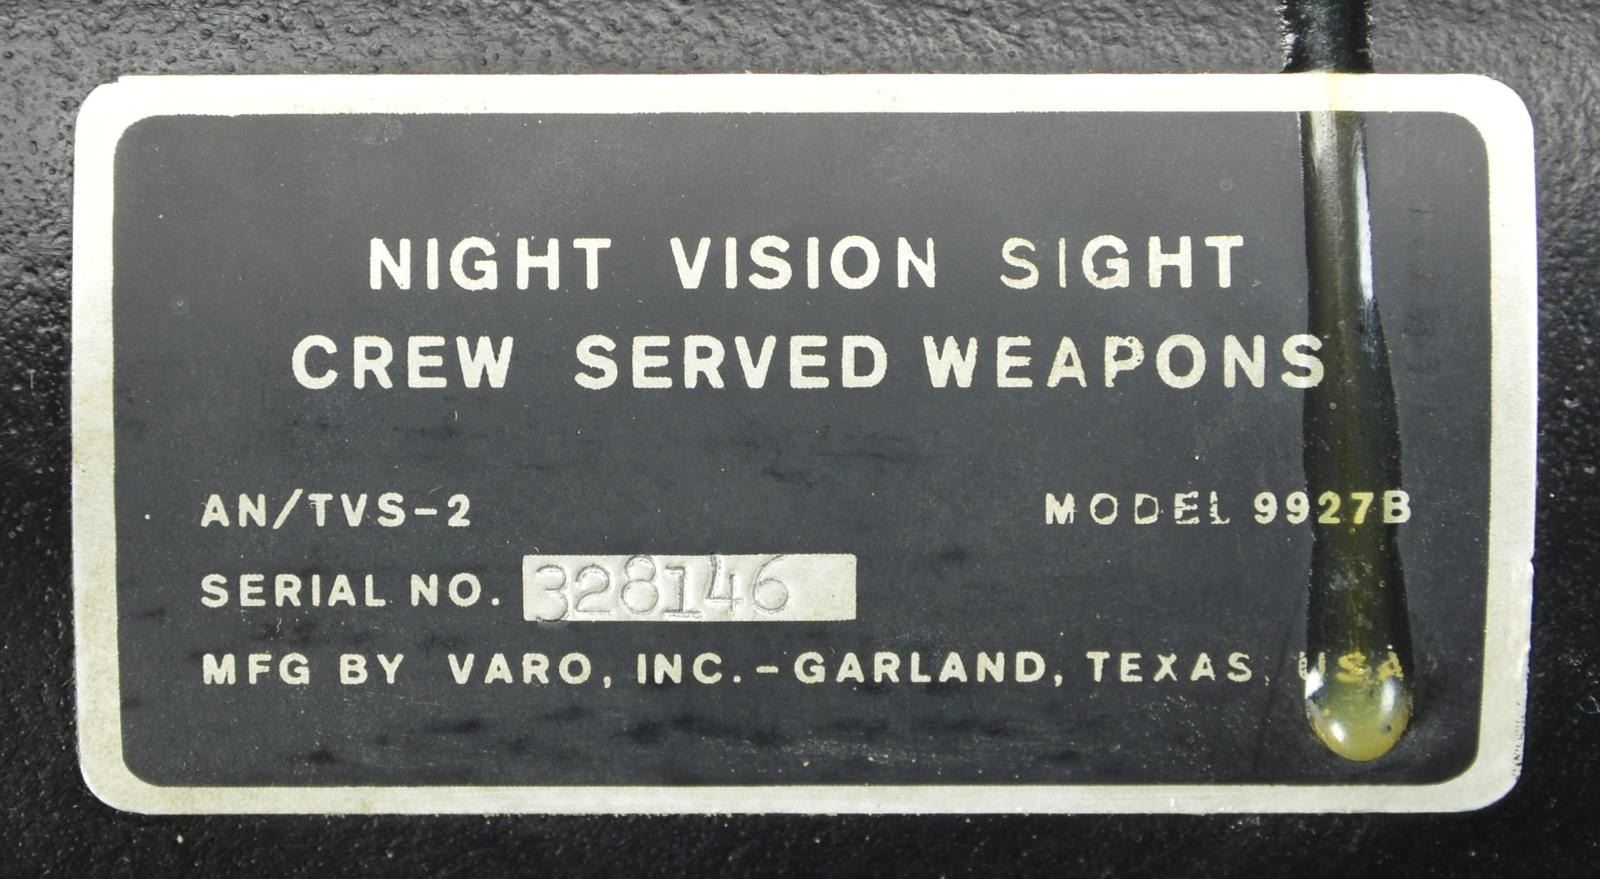 NIGHT VISION SIGHT
CREW SERVED WEAPONS
AN/TVS-2 MODEL 9927B
SERIAL NO. 328146
MFG BY VARO, INC.-GARLAND, TEXAS, USA